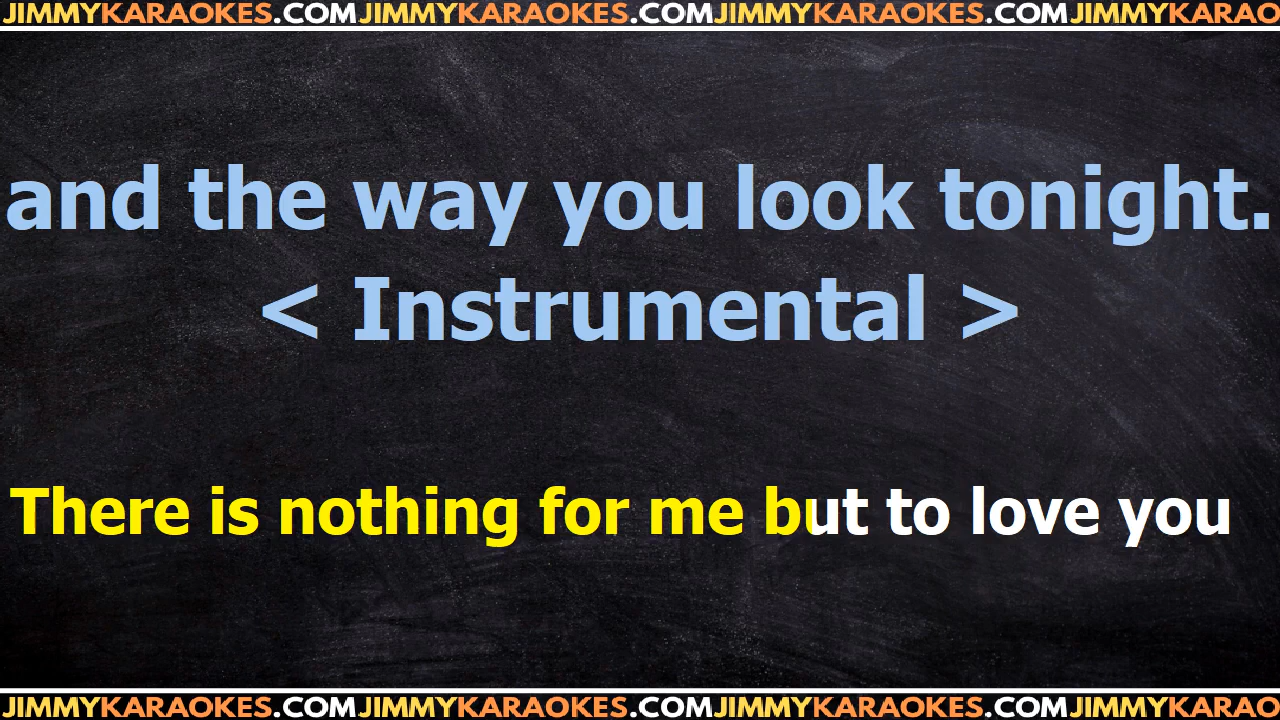 JIMMYKARAOKES.COMJIMMYKARAOKES.COMJIMMYKARAOKES.COMJIMMYKARAO
and the way you look tonight.
< Instrumental >
There is nothing for me but to love you
JIMMYKARAOKES.COMJIMMYKARAOKES.COMJIMMYKARAOKES.COMJIMMYKARAO